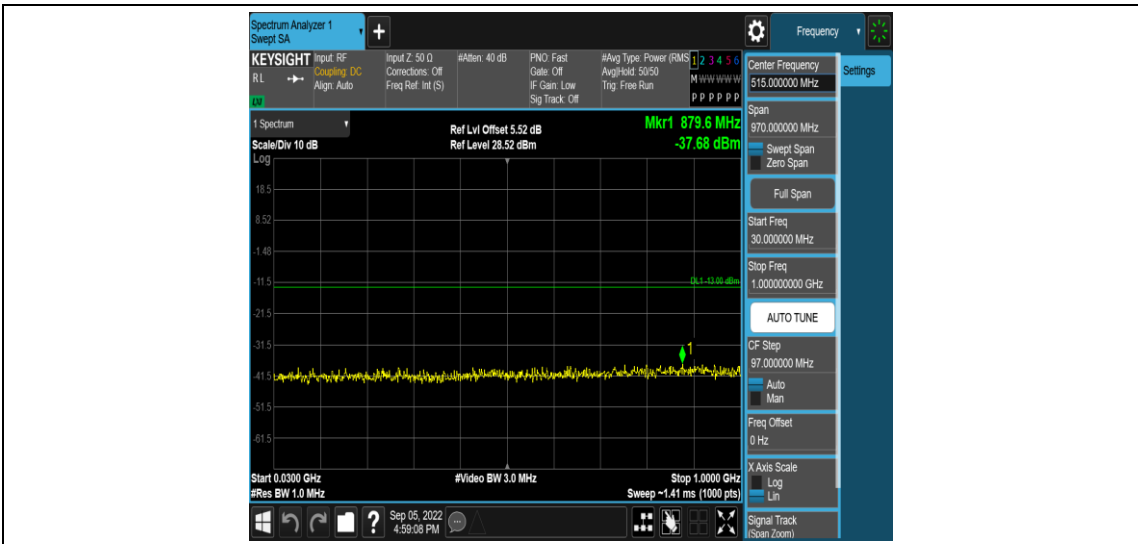 Spectrum Analyzer 1
Swept SA
+
Frequency
KEYSIGHT
RL
LXI
Input: RF
Coupling: DC
Align: Auto
Input Z: 50 Ω
Corrections: Off
Freq Ref: Int (S)
#Atten: 40 dB
PNO: Fast
Gate: Off
IF Gain: Low
Sig Track: Off
#Avg Type: Power (RMS
Avg|Hold: 50/50
Trig: Free Run
1 2 3 4 5 6
M W W W W W
P P P P P P
1 Spectrum
Scale/Div 10 dB
Log
Ref Lvl Offset 5.52 dB
Ref Level 28.52 dBm
Mkr1 879.6 MHz
-37.68 dBm
18.5
8.52
-1.48
-11.5
DL1 -13.00 dBm
-21.5
-31.5
1
-41.5
-51.5
-61.5
Start 0.0300 GHz
#Res BW 1.0 MHz
#Video BW 3.0 MHz
Stop 1.0000 GHz
Sweep ~1.41 ms (1000 pts)
?
Sep 05, 2022
4:59:08 PM
Center Frequency
515.000000 MHz
Settings
Span
970.000000 MHz
Swept Span
Zero Span
Full Span
Start Freq
30.000000 MHz
Stop Freq
1.000000000 GHz
AUTO TUNE
CF Step
97.000000 MHz
Auto
Man
Freq Offset
0 Hz
X Axis Scale
Log
Lin
Signal Track
(Span Zoom)